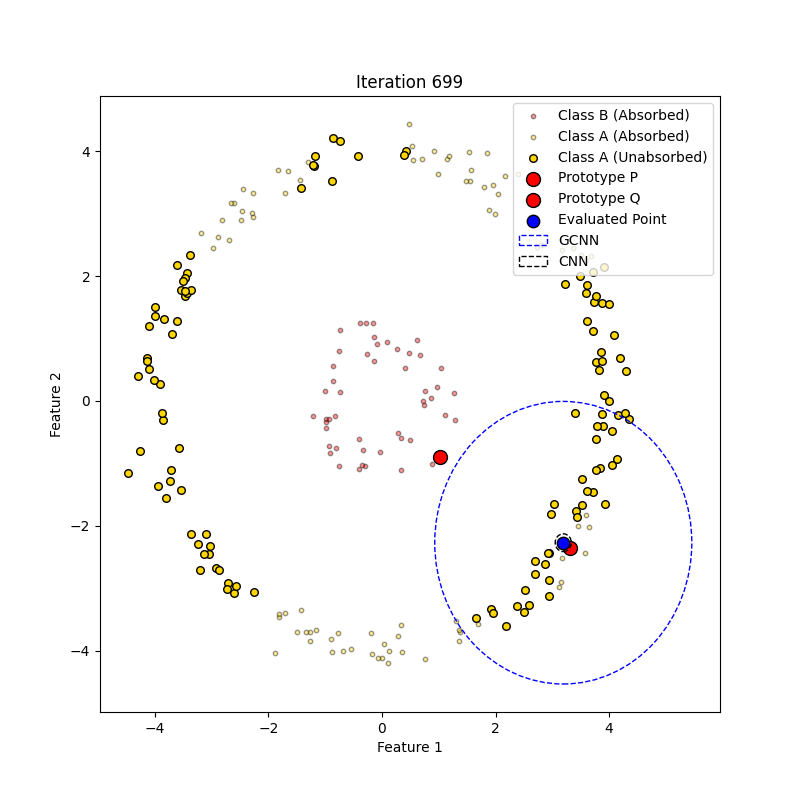 Iteration 699
Class B (Absorbed)
Class A (Absorbed)
Class A (Unabsorbed)
Prototype P
Prototype Q
Evaluated Point
GCNN
CNN
Feature 2
4
2
0
−2
−4
−4
−2
0
2
4
Feature 1